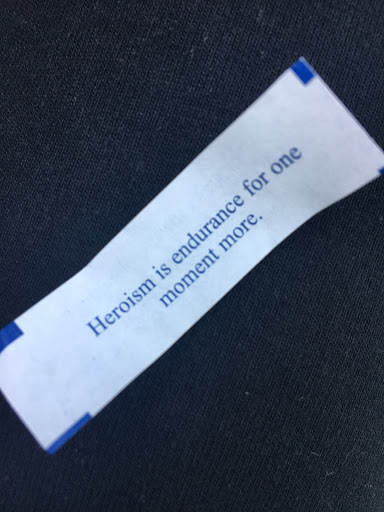 Heroism is endurance for one
moment more.